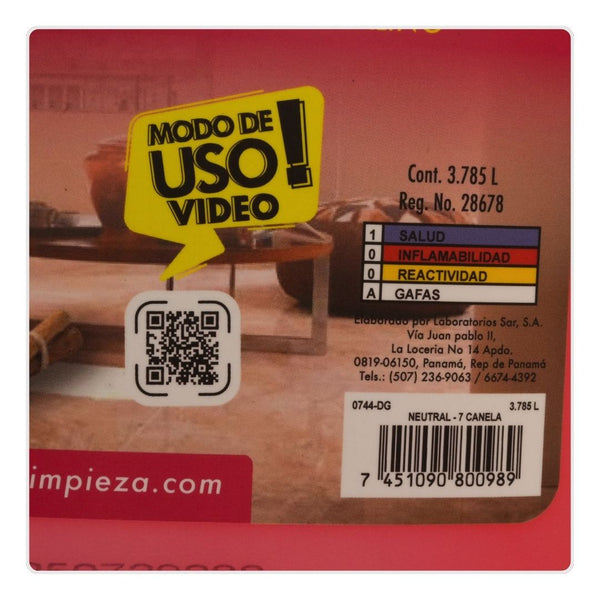 MODO DE
USO!
VIDEO
Cont. 3.785 L
Reg. No. 28678
1 SALUD
0 INFLAMABILIDAD
0 REACTIVIDAD
A GAFAS
Elaborado por Laboratorios Sar, S.A.
Vía Juan pablo II,
La Loceria No 14 Apdo.
0819-06150, Panamá, Rep de Panamá
Tels.: (507) 236-9063 / 6674-4392
0744-DG 3.785 L
NEUTRAL - 7 CANELA
7 451090 800989
impieza.com